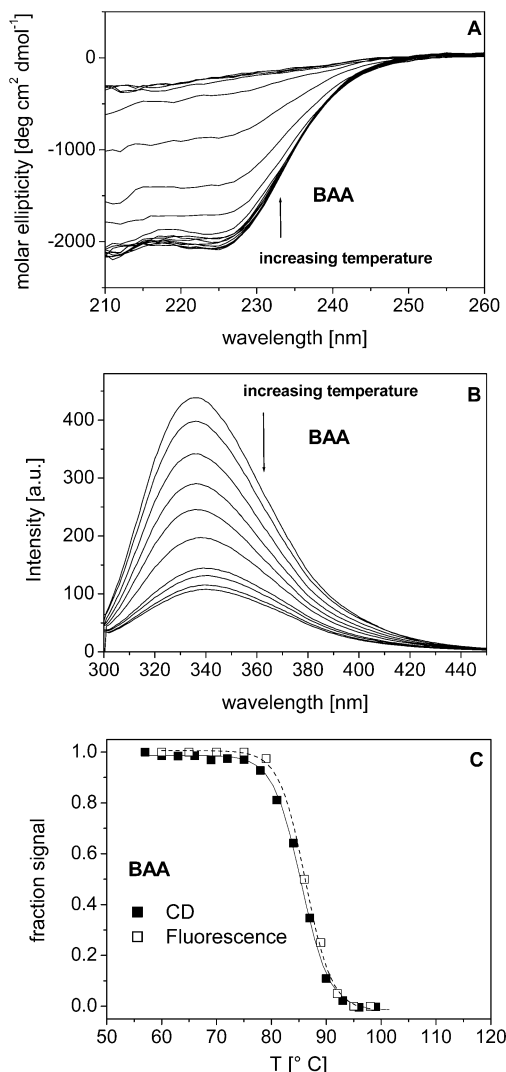 A
0
-1000
-2000
molar ellipticity [deg cm² dmol⁻¹]
BAA
increasing temperature
210 220 230 240 250 260
wavelength [nm]
B
increasing temperature
BAA
400
300
200
100
0
Intensity [a.u.]
300 320 340 360 380 400 420 440
wavelength [nm]
C
1.0
0.8
0.6
0.4
0.2
0.0
fraction signal
BAA
CD
Fluorescence
50 60 70 80 90 100 110 120
T [° C]